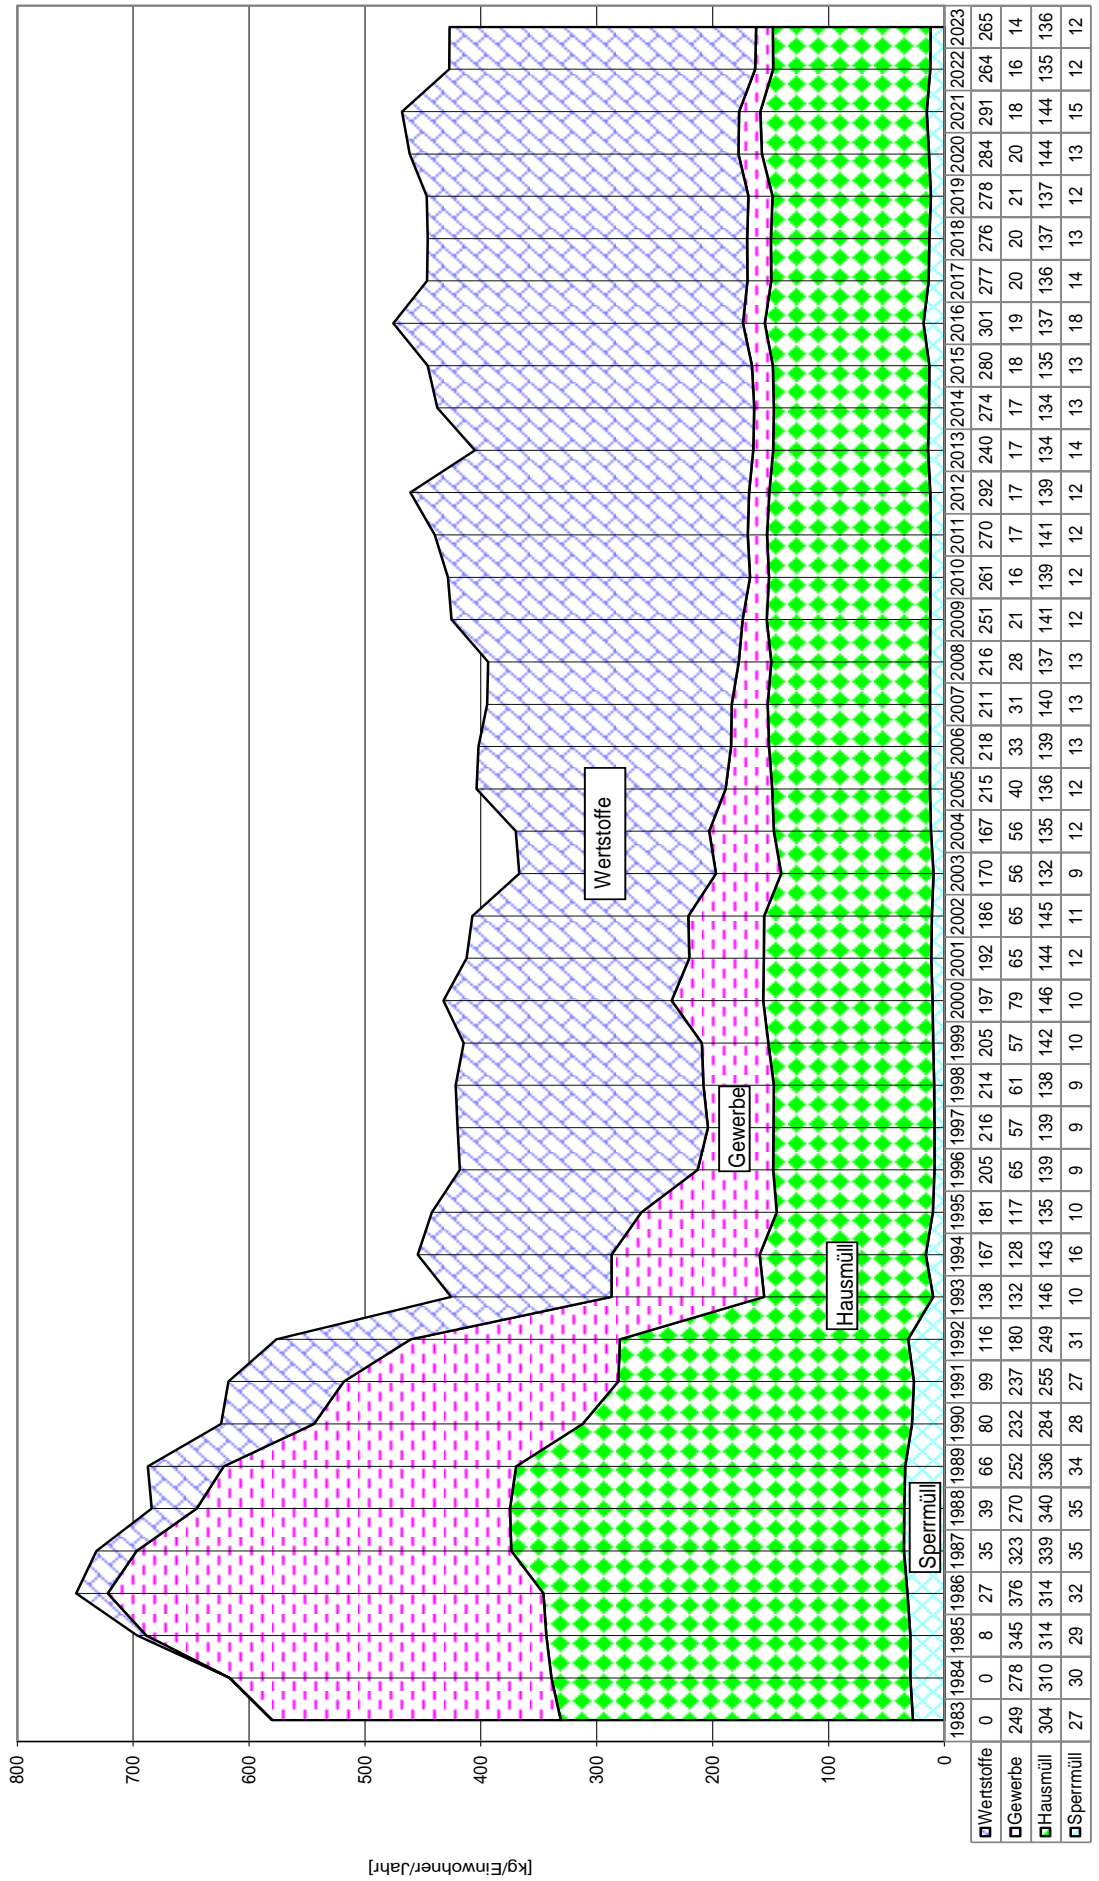 [kg/Einwohner/Jahr]
800
700
600
500
400
300
200
100
0
Wertstoffe
Gewerbe
Hausmüll
Sperrmüll
1983 1984 1985 1986 1987 1988 1989 1990 1991 1992 1993 1994 1995 1996 1997 1998 1999 2000 2001 2002 2003 2004 2005 2006 2007 2008 2009 2010 2011 2012 2013 2014 2015 2016 2017 2018 2019 2020 2021 2022 2023
Wertstoffe 0 0 8 27 35 39 66 80 99 116 138 167 181 205 216 214 205 197 192 186 170 167 215 218 211 216 251 261 270 292 240 274 280 301 277 276 278 284 291 264 265
Gewerbe 249 278 345 376 323 270 252 232 237 180 132 128 117 65 57 61 57 79 65 65 56 56 40 33 31 28 21 16 17 17 17 17 18 19 20 20 21 20 18 16 14
Hausmüll 304 310 314 314 339 340 336 284 255 249 146 143 135 139 139 138 142 146 144 145 132 135 136 139 140 137 141 139 141 139 134 134 135 137 136 137 137 144 144 135 136
Sperrmüll 27 30 29 32 35 35 34 28 27 31 10 16 10 9 9 9 10 10 12 11 9 12 12 13 13 13 12 12 12 12 14 13 13 18 14 13 12 13 15 12 12